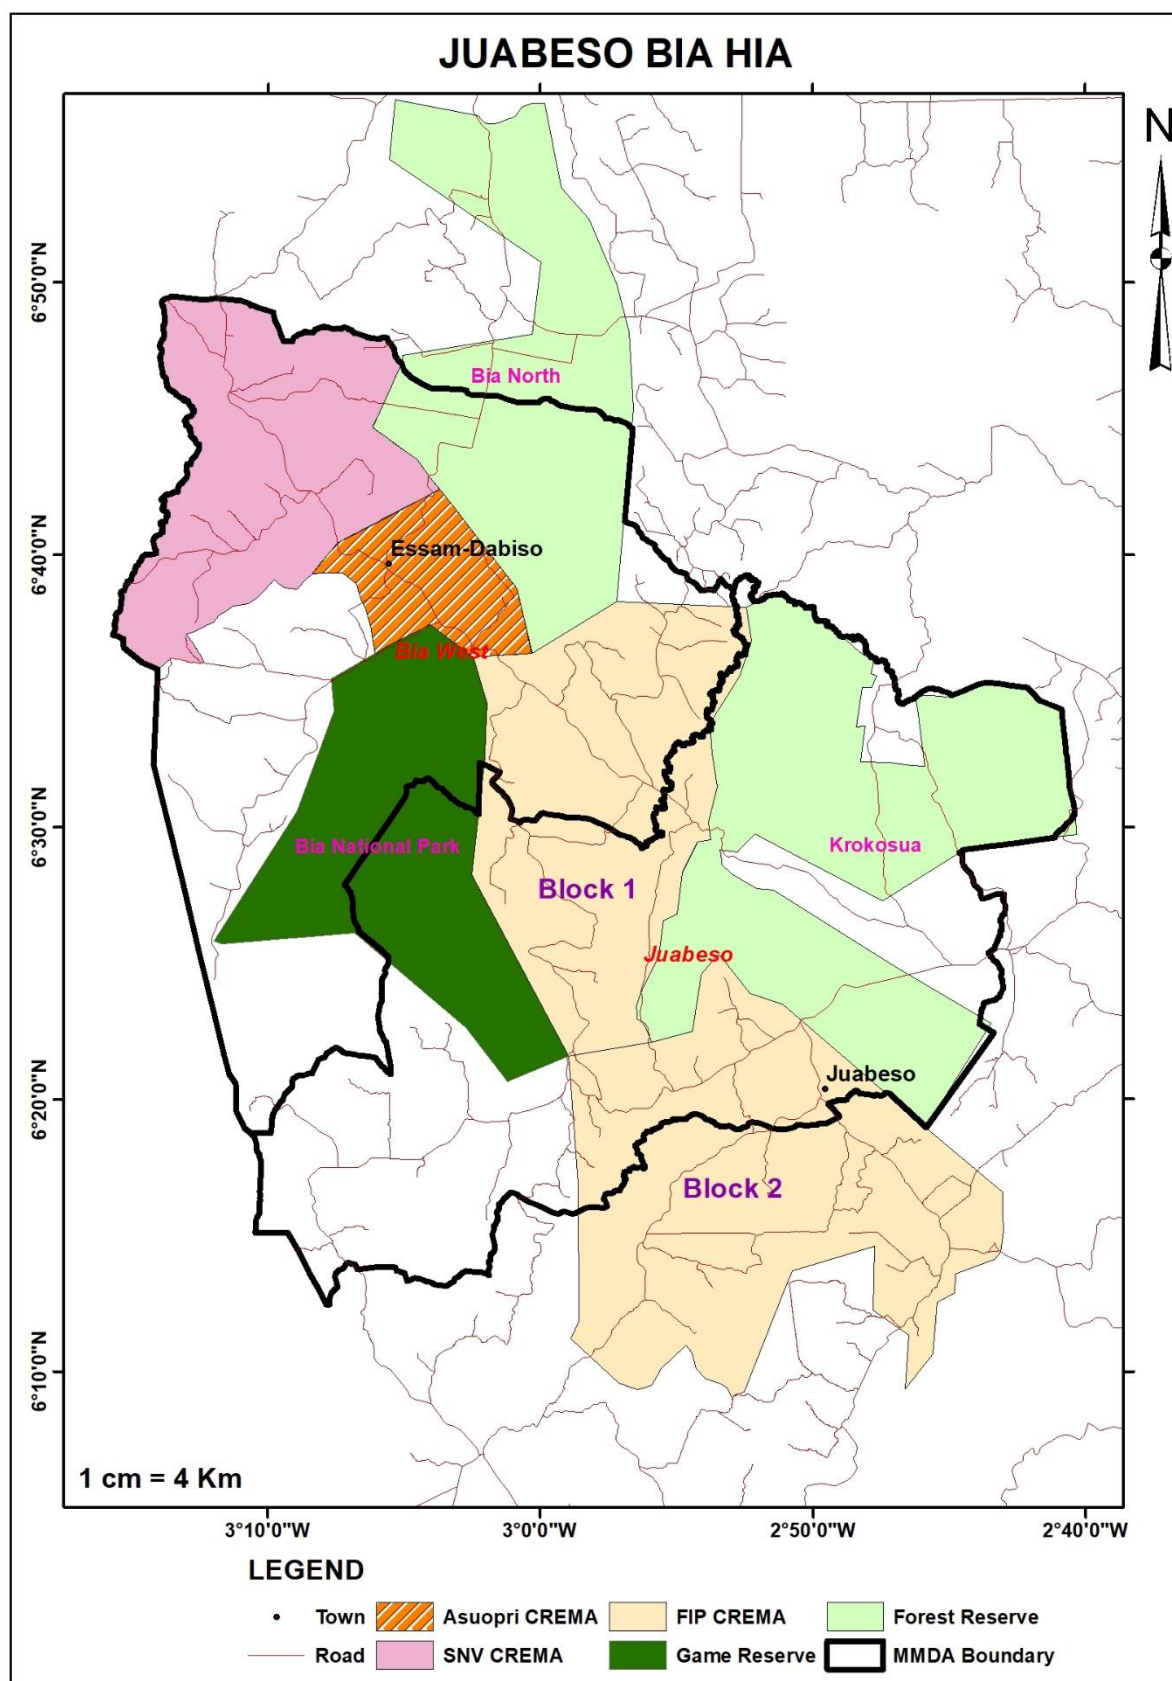 JUABESO BIA HIA
N
6°50'0"N
Bia North
6°40'0"N
Essam-Dabiso
Bia West
6°30'0"N
Bia National Park
Krokosua
Block 1
Juabeso
6°20'0"N
Juabeso
Block 2
6°10'0"N
1 cm = 4 Km
3°10'0"W
3°0'0"W
2°50'0"W
2°40'0"W
LEGEND
Town
Asuopri CREMA
FIP CREMA
Forest Reserve
Road
SNV CREMA
Game Reserve
MMDA Boundary